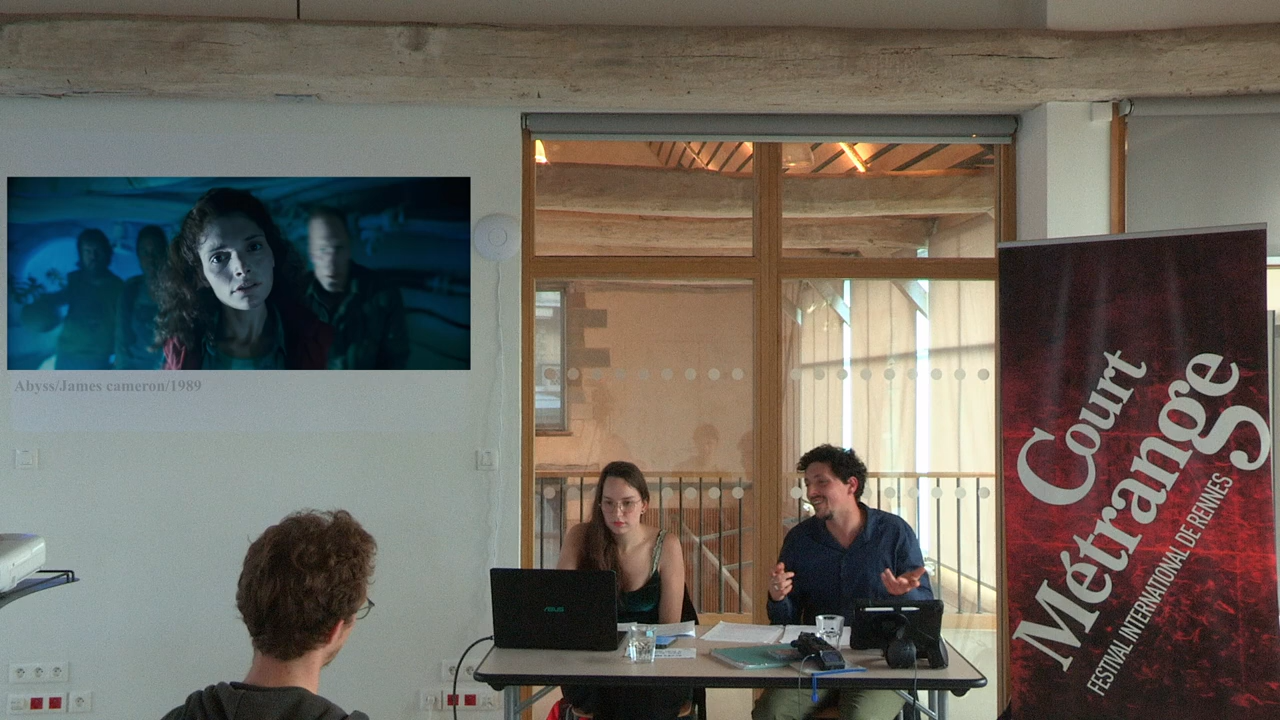 Abyss/James cameron/1989
ASUS
Court
Métrange
FESTIVAL INTERNATIONAL DE RENNES